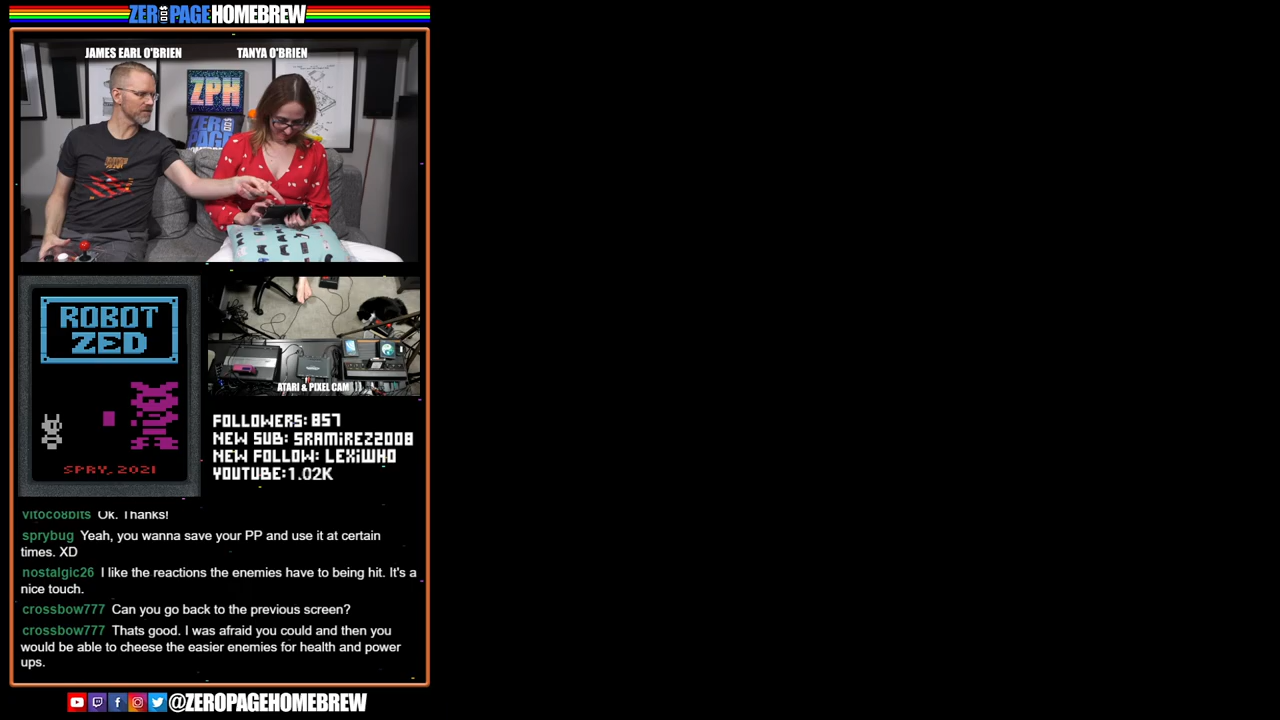 ZERO PAGE HOMEBREW
JAMES EARL O'BRIEN
TANYA O'BRIEN
ZPH
ZERO
PAGE
ROBOT
ZED
SPRY, 2021
ATARI & PIXEL CAM
FOLLOWERS: 857
NEW SUB: SRAMIREZ2008
NEW FOLLOW: LEXIWHO
YOUTUBE: 1.02K
vitoco8bits Ok. Thanks!
sprybug Yeah, you wanna save your PP and use it at certain
times. XD
nostalgic26 I like the reactions the enemies have to being hit. It's a
nice touch.
crossbow777 Can you go back to the previous screen?
crossbow777 Thats good. I was afraid you could and then you
would be able to cheese the easier enemies for health and power
ups.
@ZEROPAGEHOMEBREW